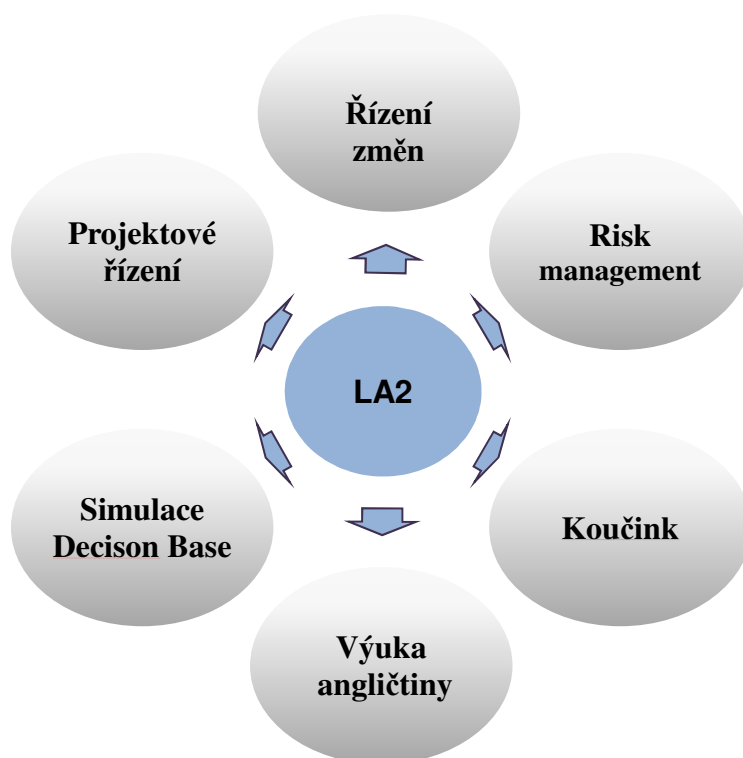 Řízení
změn
Projektové
řízení
Risk
management
LA2
Simulace
Decison Base
Koučink
Výuka
angličtiny